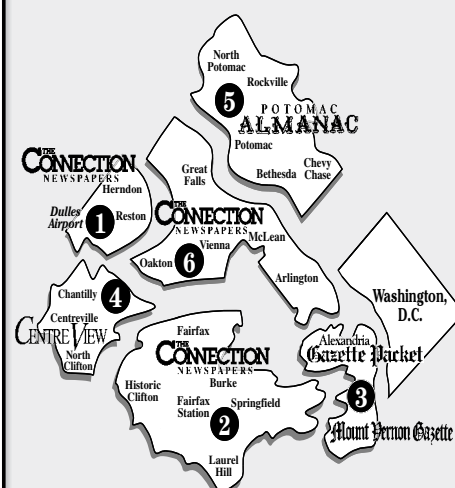 North
Potomac
Rockville
5
POTOMAC
ALMANAC
Potomac
Bethesda
Chevy
Chase
THE
CONNECTION
NEWSPAPERS
Herndon
Dulles
Airport
1
Reston
Great
Falls
THE
CONNECTION
NEWSPAPERS
Vienna
McLean
Oakton
6
Arlington
Chantilly
4
Centreville
CENTRE VIEW
North
Clifton
Washington,
D.C.
Fairfax
THE
CONNECTION
NEWSPAPERS
Burke
Historic
Clifton
Fairfax
Station
Springfield
2
Laurel
Hill
Alexandria
Gazette Packet
3
Mount Vernon Gazette